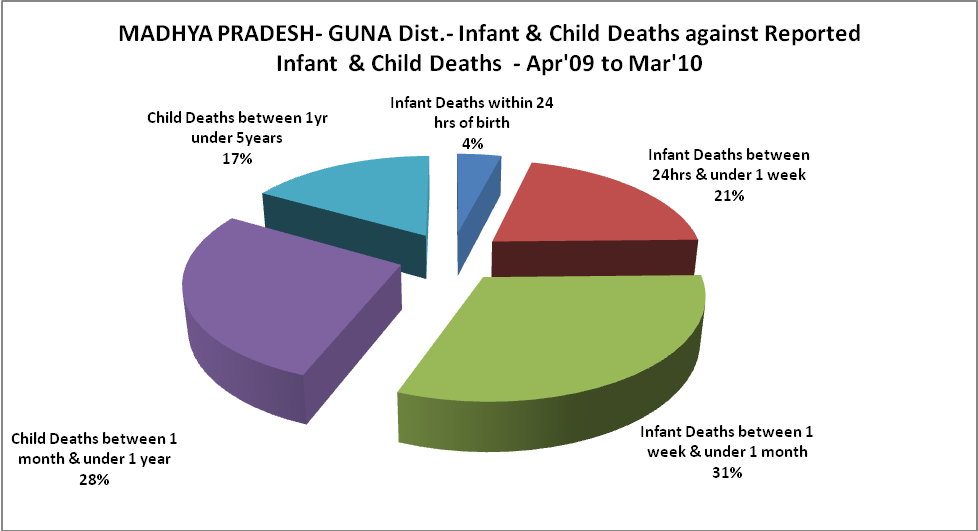 MADHYA PRADESH- GUNA Dist.- Infant & Child Deaths against Reported
Infant & Child Deaths - Apr'09 to Mar'10
Infant Deaths within 24
hrs of birth
4%
Infant Deaths between
24hrs & under 1 week
21%
Infant Deaths between 1
week & under 1 month
31%
Child Deaths between 1
month & under 1 year
28%
Child Deaths between 1yr
under 5years
17%